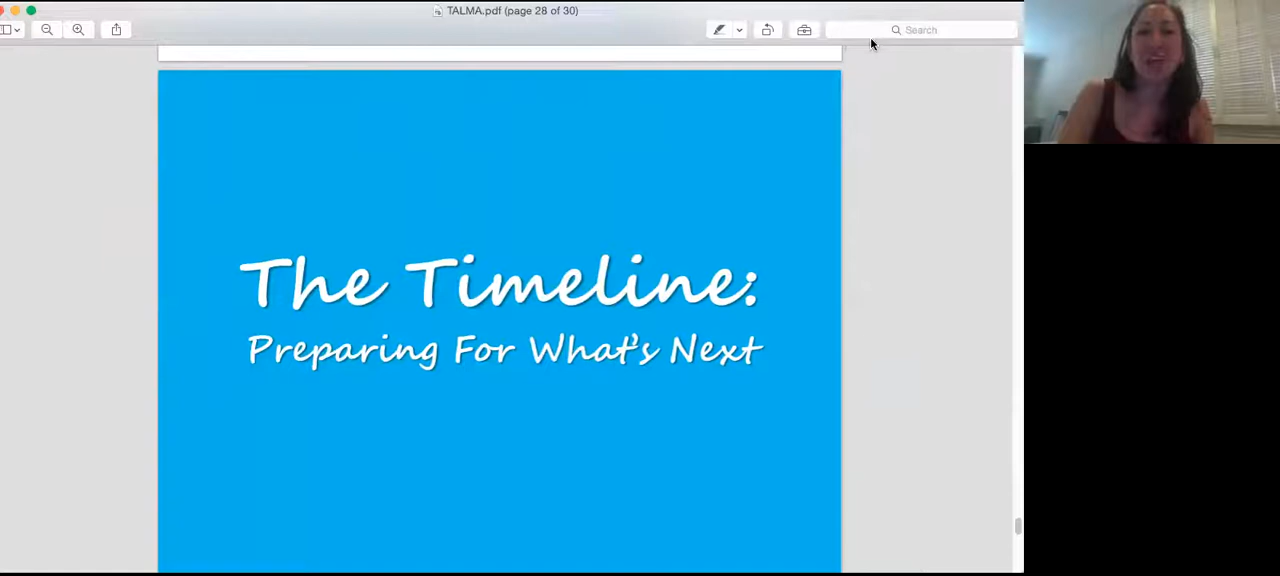 TALMA.pdf (page 28 of 30)
Search
The Timeline:
Preparing For What's Next